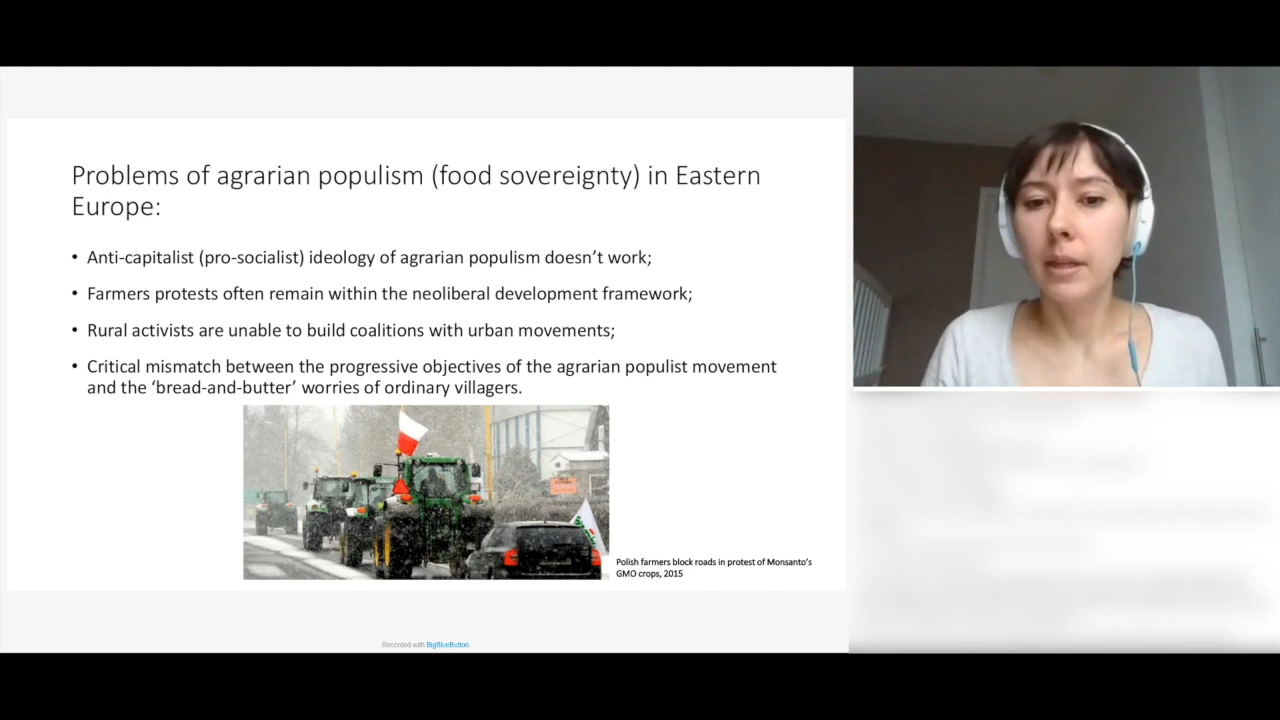 Problems of agrarian populism (food sovereignty) in Eastern
Europe:
• Anti-capitalist (pro-socialist) ideology of agrarian populism doesn’t work;
• Farmers protests often remain within the neoliberal development framework;
• Rural activists are unable to build coalitions with urban movements;
• Critical mismatch between the progressive objectives of the agrarian populist movement
and the ‘bread-and-butter’ worries of ordinary villagers.
Polish farmers block roads in protest of Monsanto’s
GMO crops, 2015
Recorded with BigBlueButton